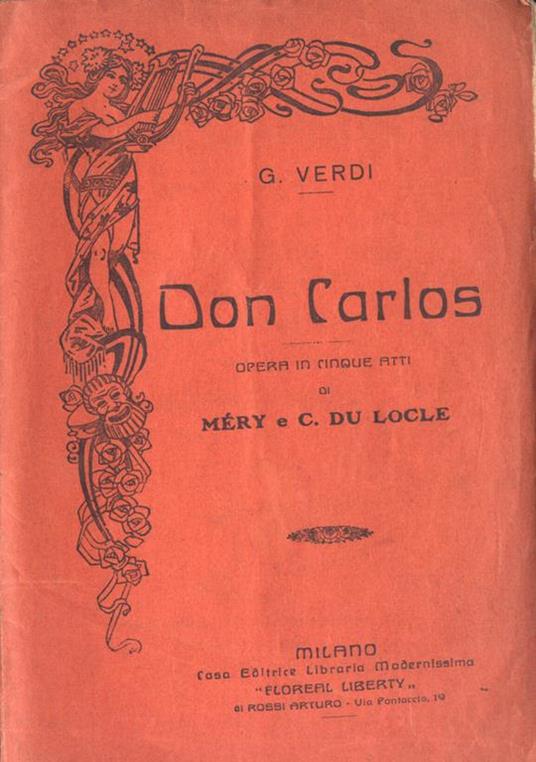 G. VERDI
Don Carlos
OPERA IN CINQUE ATTI
DI
MÉRY e C. DU LOCLE
MILANO
Casa Editrice Libraria Modernissima
"FLOREAL LIBERTY„
di ROSSI ARTURO - Via Pontaccio, 19